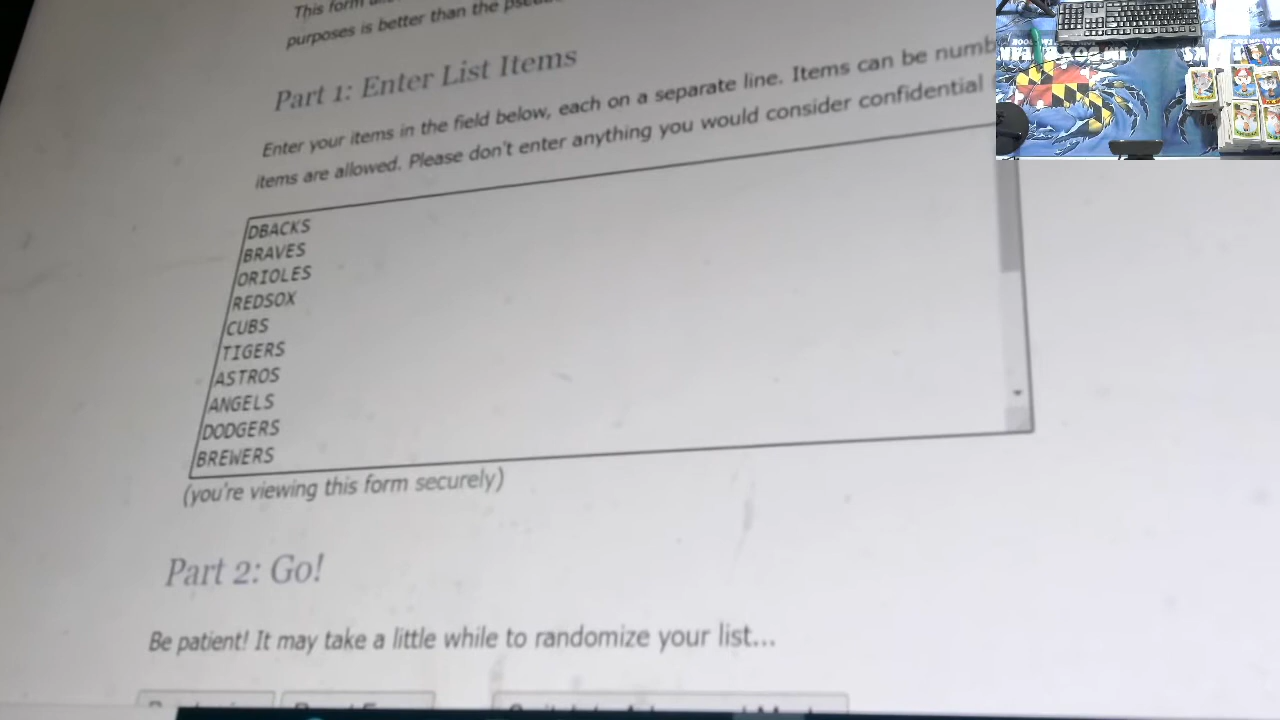 This form
purposes is better than the
Part 1: Enter List Items
Enter your items in the field below, each on a separate line. Items can be numb
items are allowed. Please don't enter anything you would consider confidential
DBACKS
BRAVES
ORIOLES
REDSOX
CUBS
TIGERS
ASTROS
ANGELS
DODGERS
BREWERS
(you're viewing this form securely)
Part 2: Go!
Be patient! It may take a little while to randomize your list...